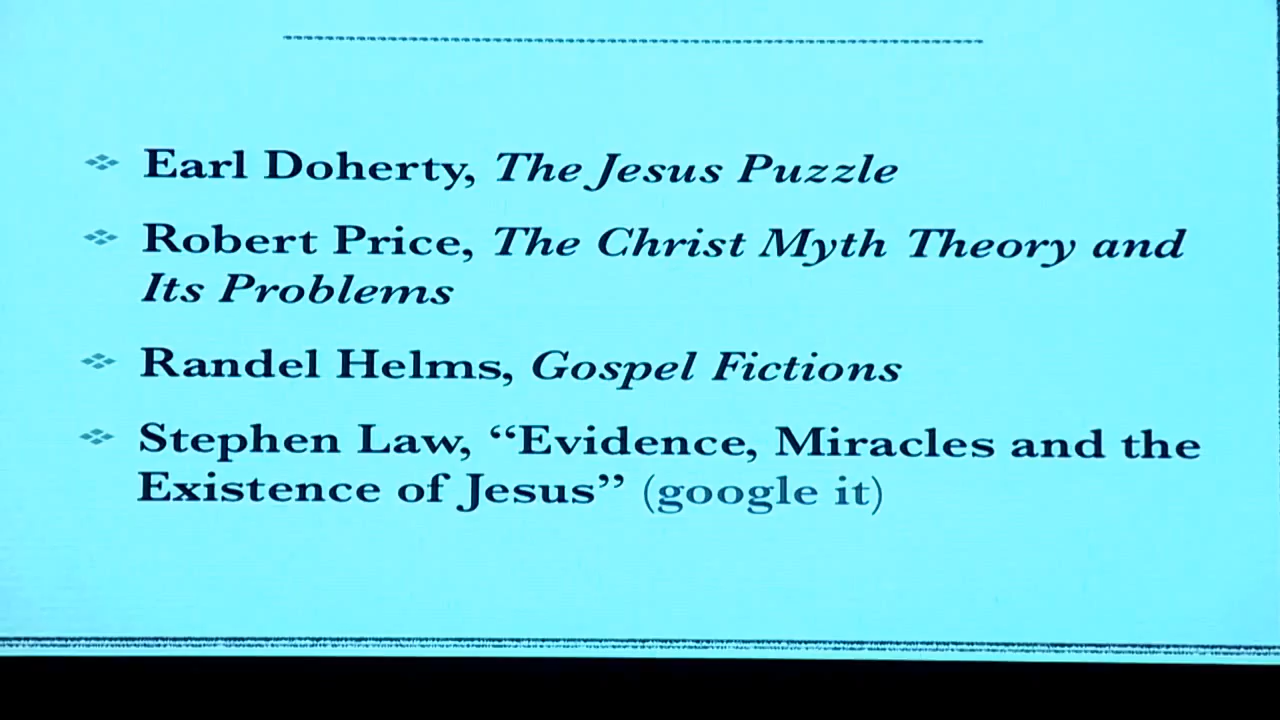 Earl Doherty, The Jesus Puzzle
Robert Price, The Christ Myth Theory and
Its Problems
Randel Helms, Gospel Fictions
Stephen Law, “Evidence, Miracles and the
Existence of Jesus” (google it)